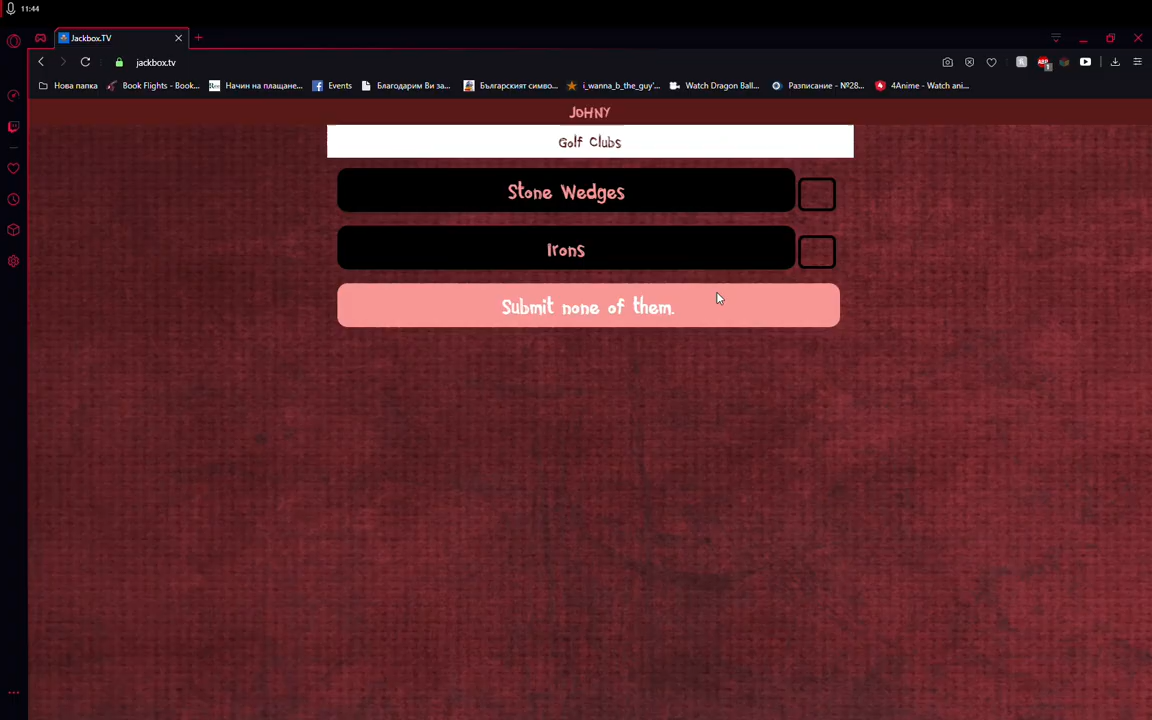 11:44
Jackbox.TV
jackbox.tv
Нова папка
Book Flights - Book...
Начин на плащане...
Events
Благодарим Ви за...
Българският симво...
i_wanna_b_the_guy'...
Watch Dragon Ball...
Разписание - №28...
4Anime - Watch ani...
JOHNY
Golf Clubs
Stone Wedges
Irons
Submit none of them.